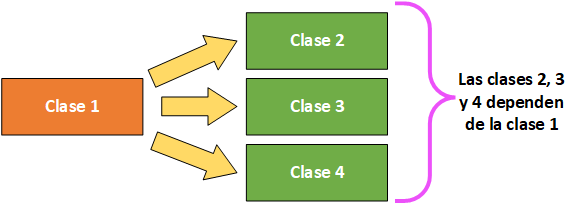 Clase 1
Clase 2
Clase 3
Clase 4
Las clases 2, 3
y 4 dependen
de la clase 1